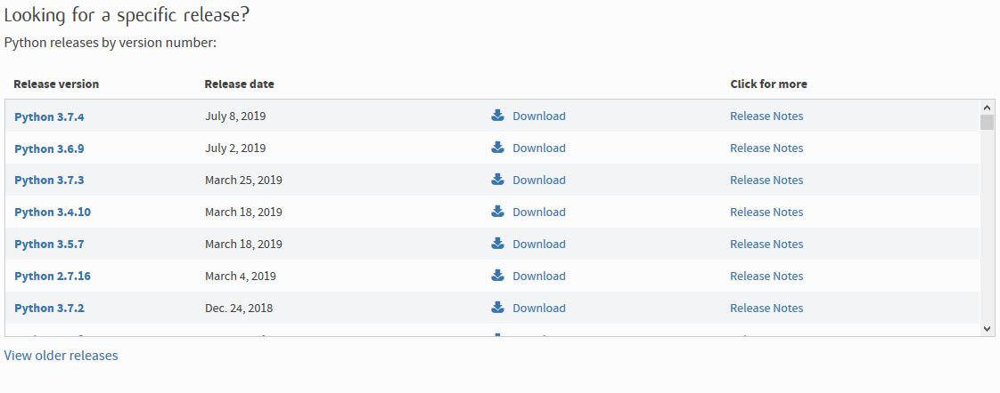 Looking for a specific release?
Python releases by version number:
Release version Release date Click for more
Python 3.7.4 July 8, 2019 Download Release Notes
Python 3.6.9 July 2, 2019 Download Release Notes
Python 3.7.3 March 25, 2019 Download Release Notes
Python 3.4.10 March 18, 2019 Download Release Notes
Python 3.5.7 March 18, 2019 Download Release Notes
Python 2.7.16 March 4, 2019 Download Release Notes
Python 3.7.2 Dec. 24, 2018 Download Release Notes
View older releases